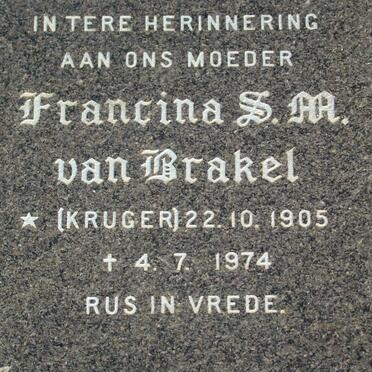 IN TERE HERINNERING
AAN ONS MOEDER
Francina S. M.
van Brakel
★ (KRUGER) 22. 10. 1905
✝ 4. 7. 1974
RUS IN VREDE.